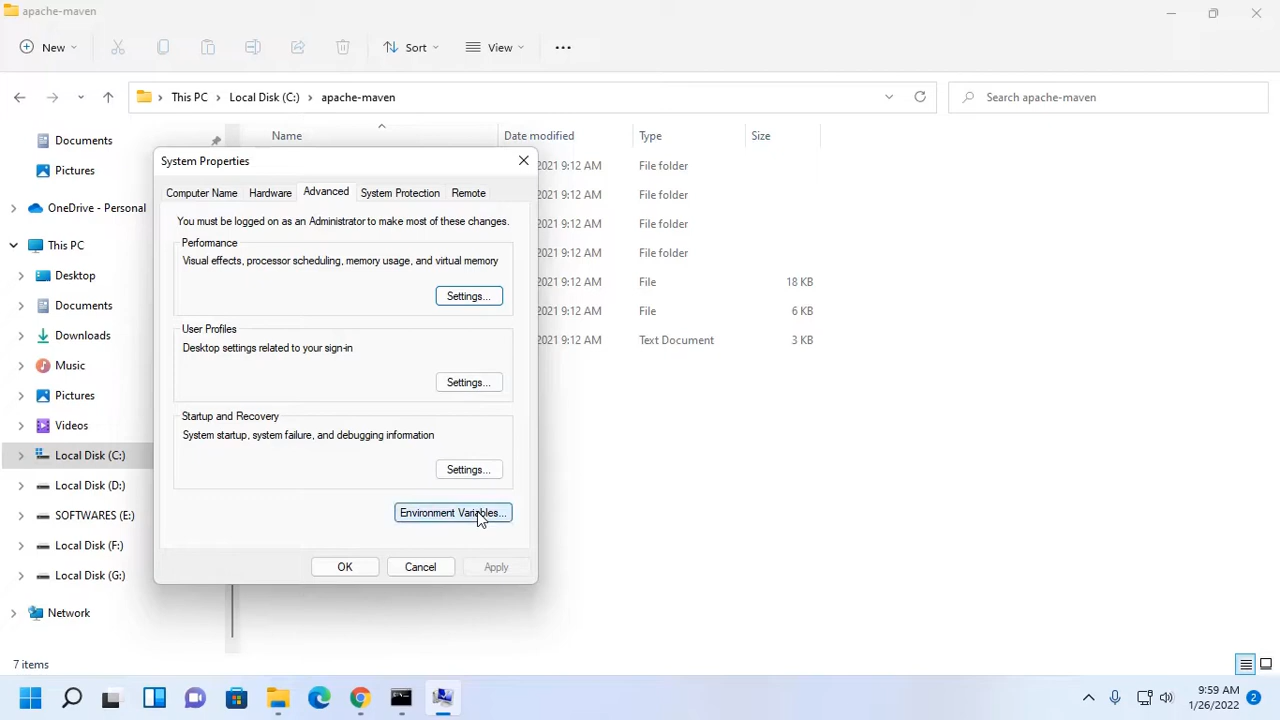 apache-maven
New
Sort
View
This PC
Local Disk (C:)
apache-maven
Search apache-maven
Documents
Pictures
OneDrive - Personal
This PC
Desktop
Documents
Downloads
Music
Pictures
Videos
Local Disk (C:)
Local Disk (D:)
SOFTWARES (E:)
Local Disk (F:)
Local Disk (G:)
Network
Name
Date modified
Type
Size
2021 9:12 AM File folder
2021 9:12 AM File folder
2021 9:12 AM File folder
2021 9:12 AM File folder
2021 9:12 AM File 18 KB
2021 9:12 AM File 6 KB
2021 9:12 AM Text Document 3 KB
System Properties
Computer Name
Hardware
Advanced
System Protection
Remote
You must be logged on as an Administrator to make most of these changes.
Performance
Visual effects, processor scheduling, memory usage, and virtual memory
Settings...
User Profiles
Desktop settings related to your sign-in
Settings...
Startup and Recovery
System startup, system failure, and debugging information
Settings...
Environment Variables...
OK
Cancel
Apply
7 items
9:59 AM
1/26/2022
2